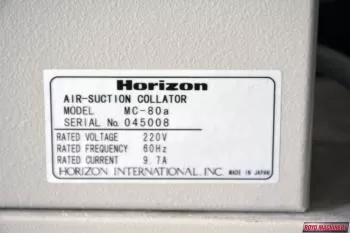 Horizon
AIR-SUCTION COLLATOR
MODEL MC-80a
SERIAL No. 045008
RATED VOLTAGE 220V
RATED FREQUENCY 60Hz
RATED CURRENT 9.7A
HORIZON INTERNATIONAL, INC. MADE IN JAPAN